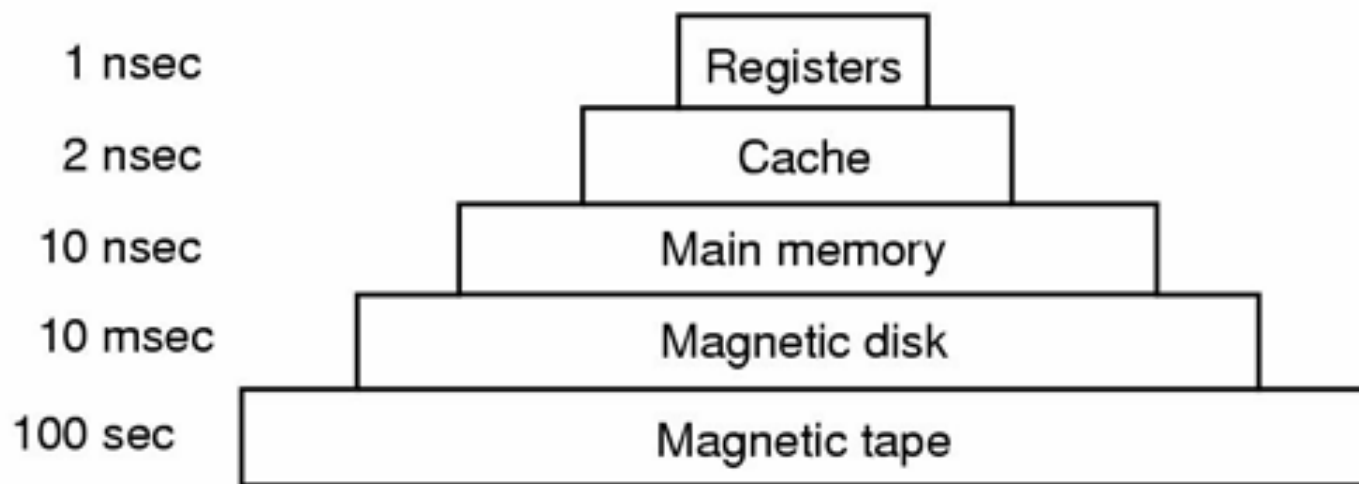 1 nsec Registers
2 nsec Cache
10 nsec Main memory
10 msec Magnetic disk
100 sec Magnetic tape